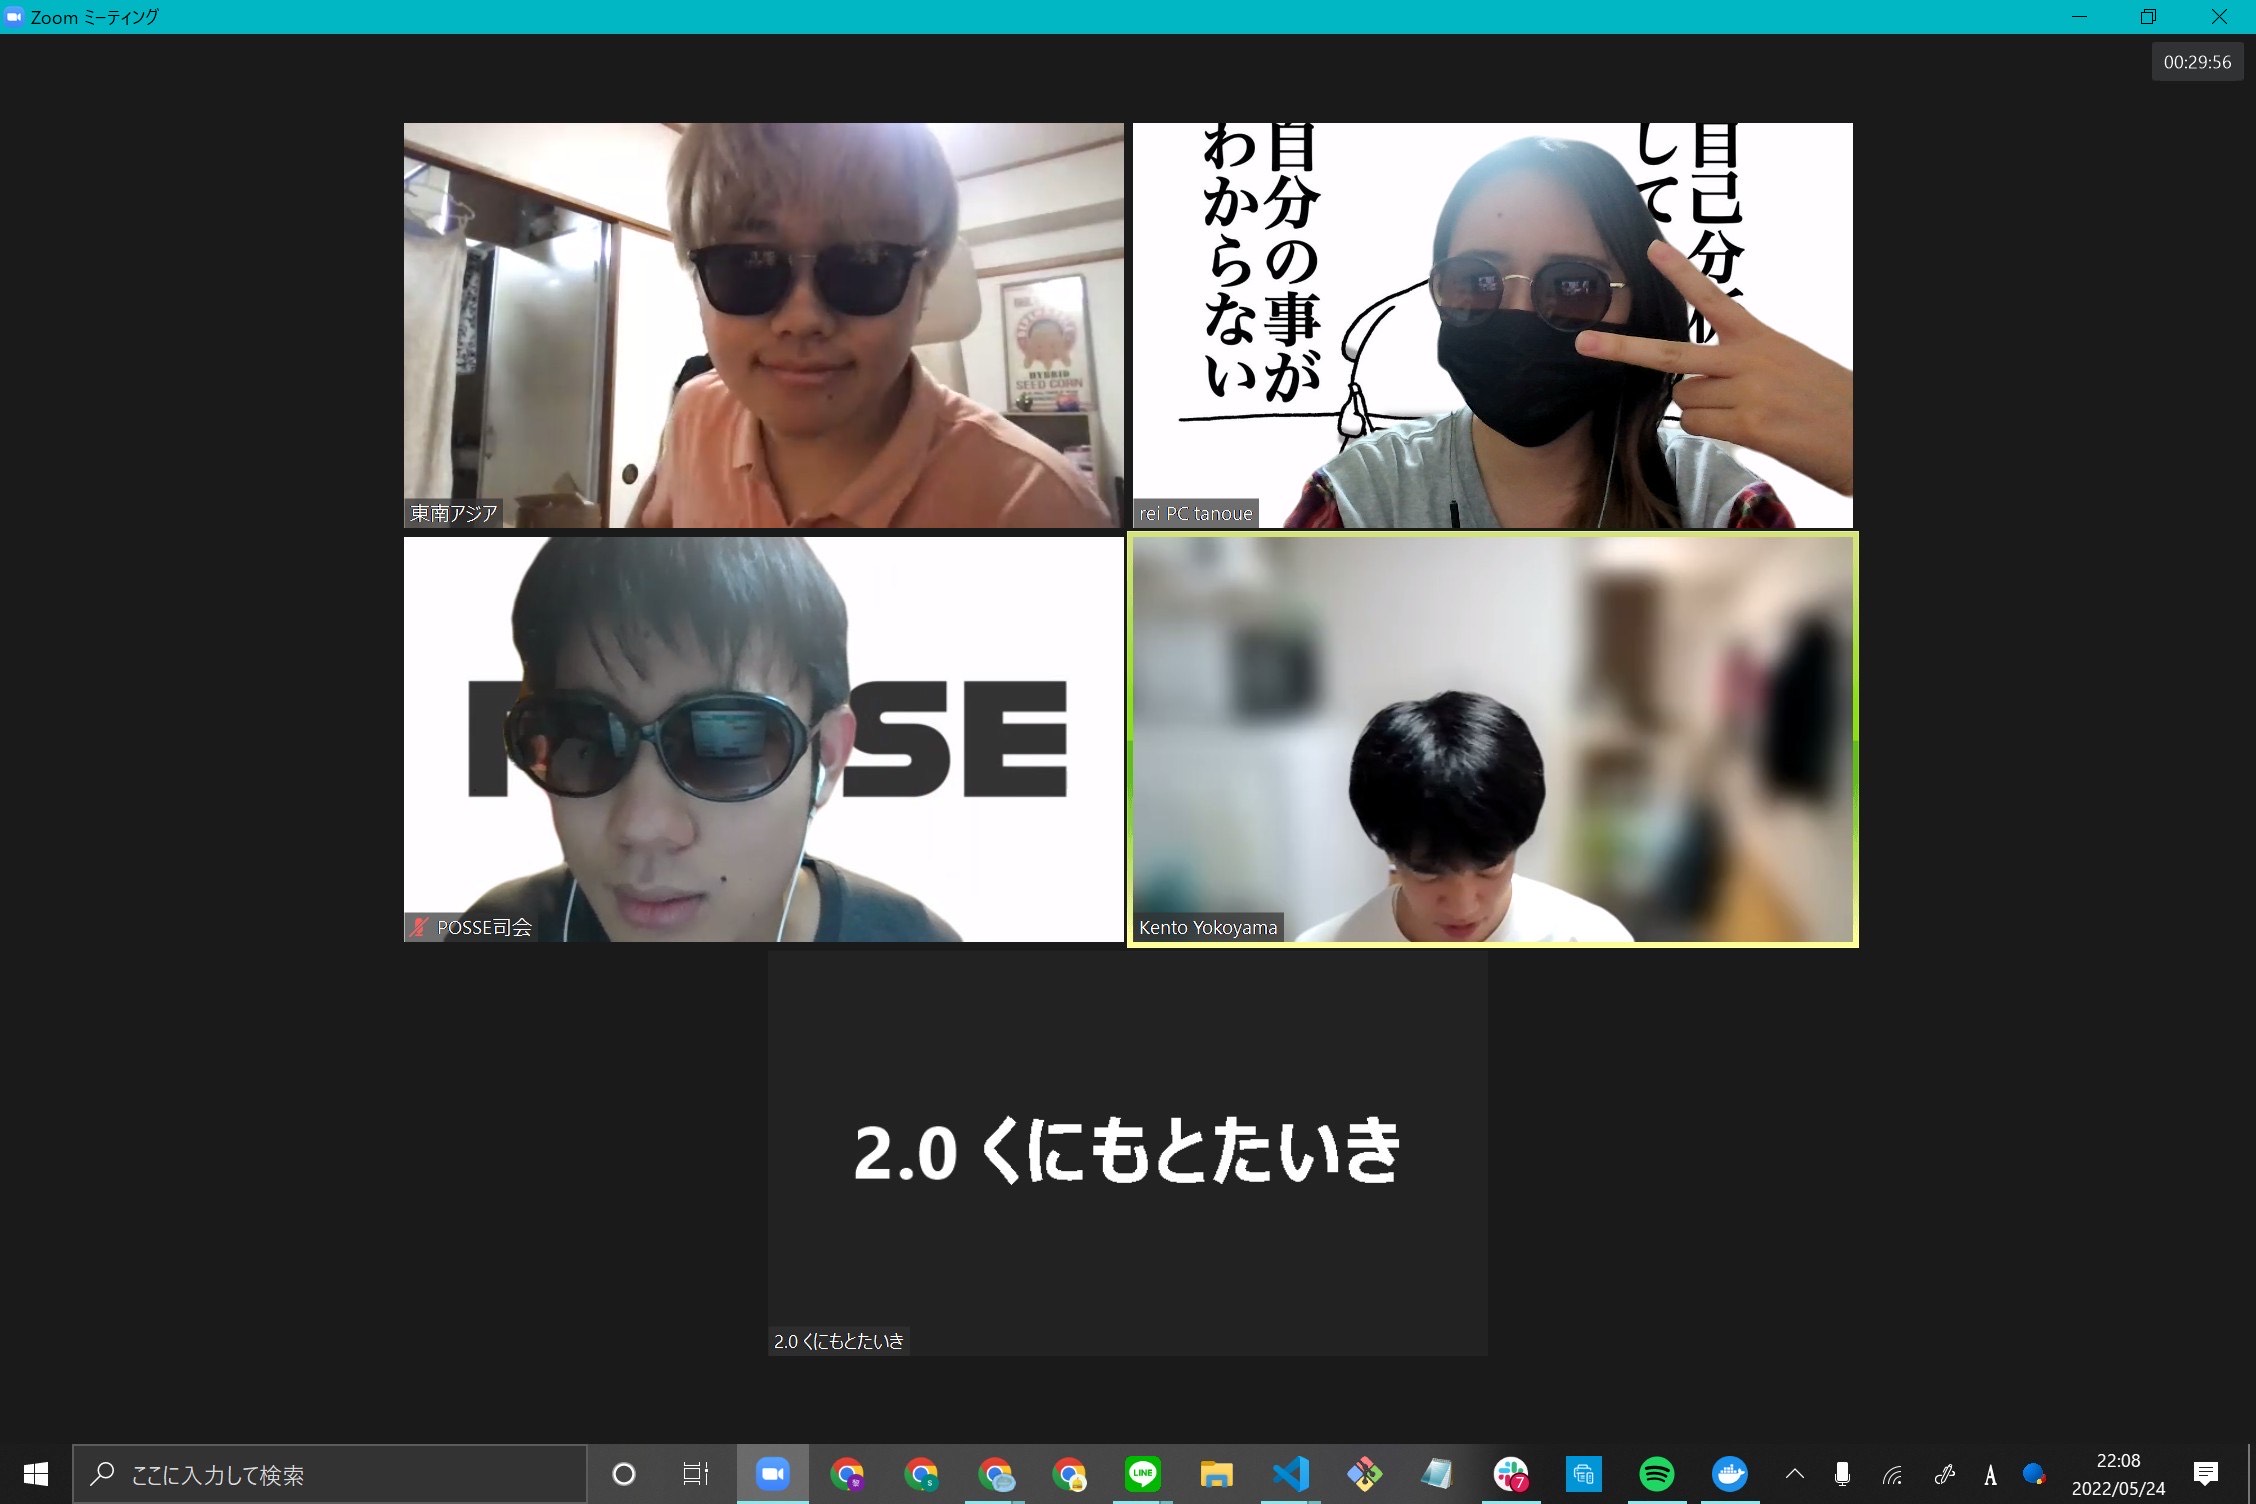 Zoom ミーティング
00:29:56
自分の事が
わからない
自己分析
して
HYBRID
SEED CORN
東南アジア
rei PC tanoue
SE
POSSE司会
Kento Yokoyama
2.0 くにもとたいき
2.0 くにもとたいき
ここに入力して検索
S
LINE
7
A
22:08
2022/05/24